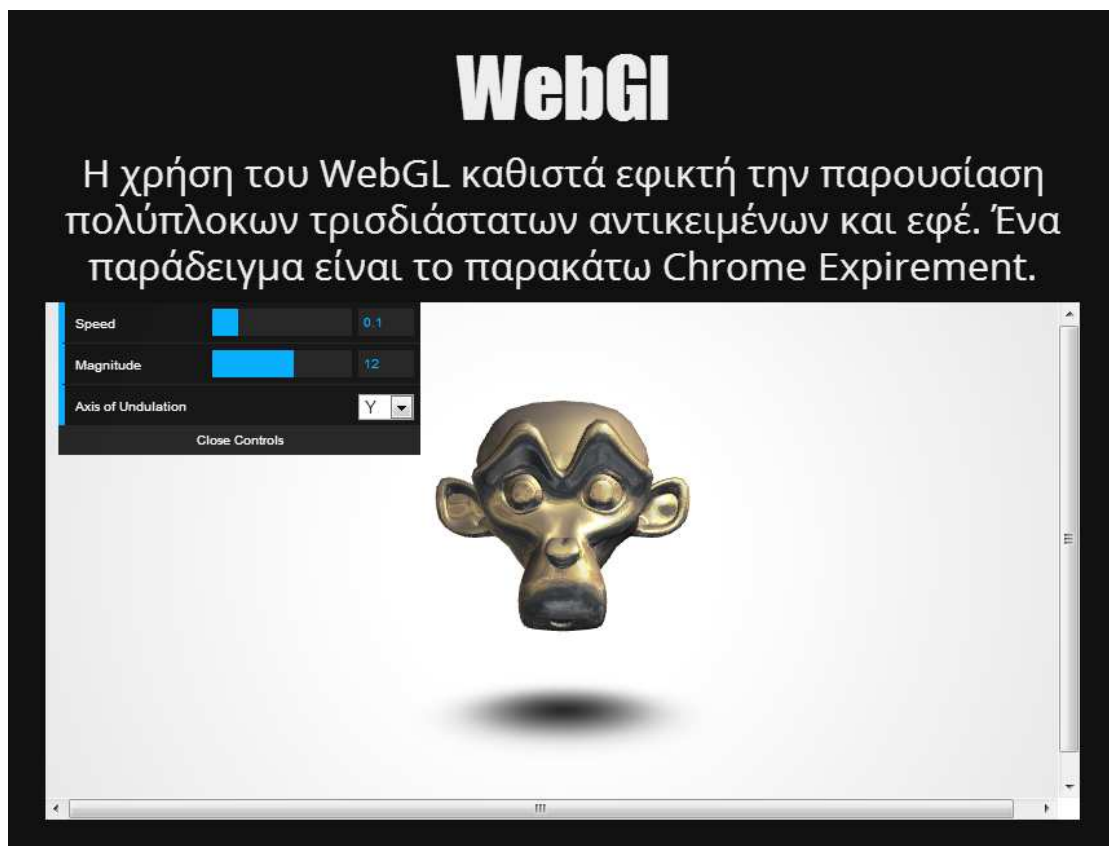 WebGl
Η χρήση του WebGL καθιστά εφικτή την παρουσίαση
πολύπλοκων τρισδιάστατων αντικειμένων και εφέ. Ένα
παράδειγμα είναι το παρακάτω Chrome Expirement.
Speed 0.1
Magnitude 12
Axis of Undulation Y
Close Controls